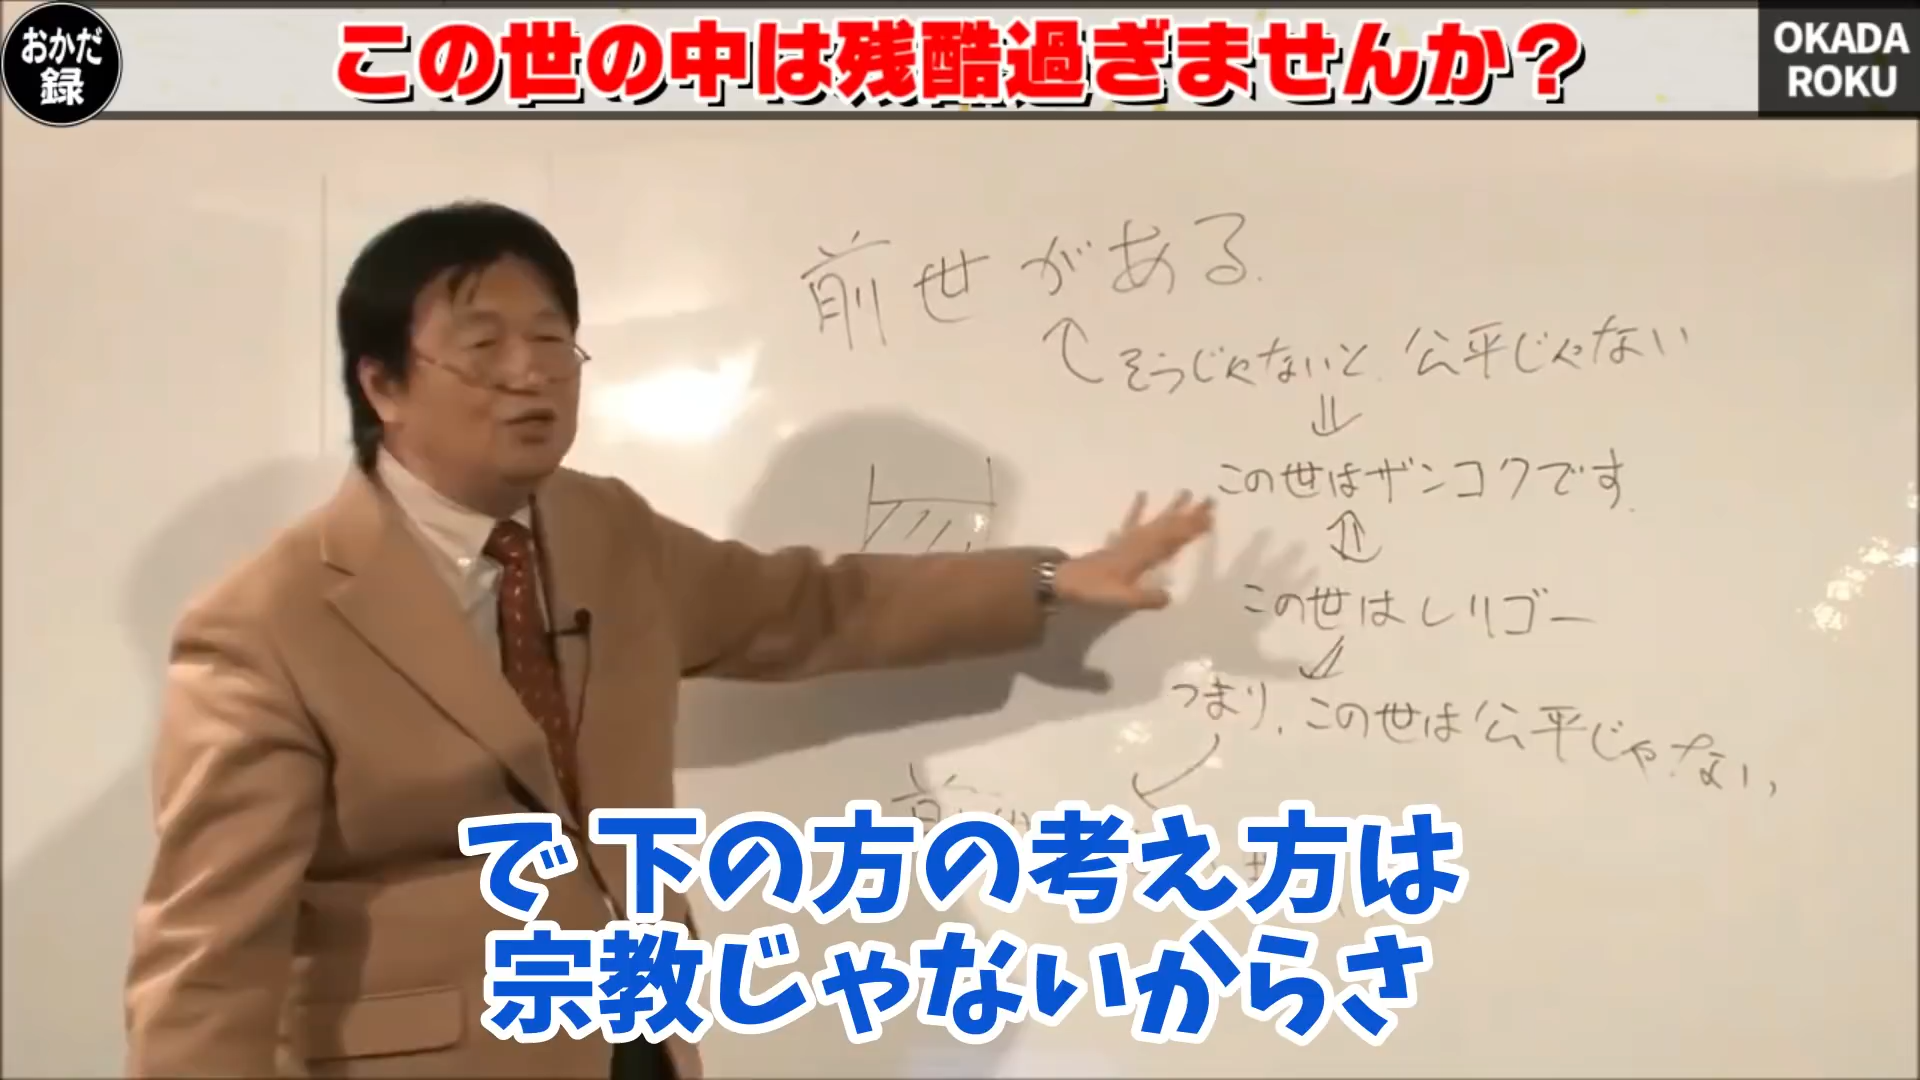 おかだ
録
この世の中は残酷過ぎませんか？
OKADA
ROKU
前世がある.
そうじゃないと、公平じゃない
この世はザンコクです.
この世はレリゴー
つまり、この世は公平じゃない、
で 下の方の考え方は
宗教じゃないからさ